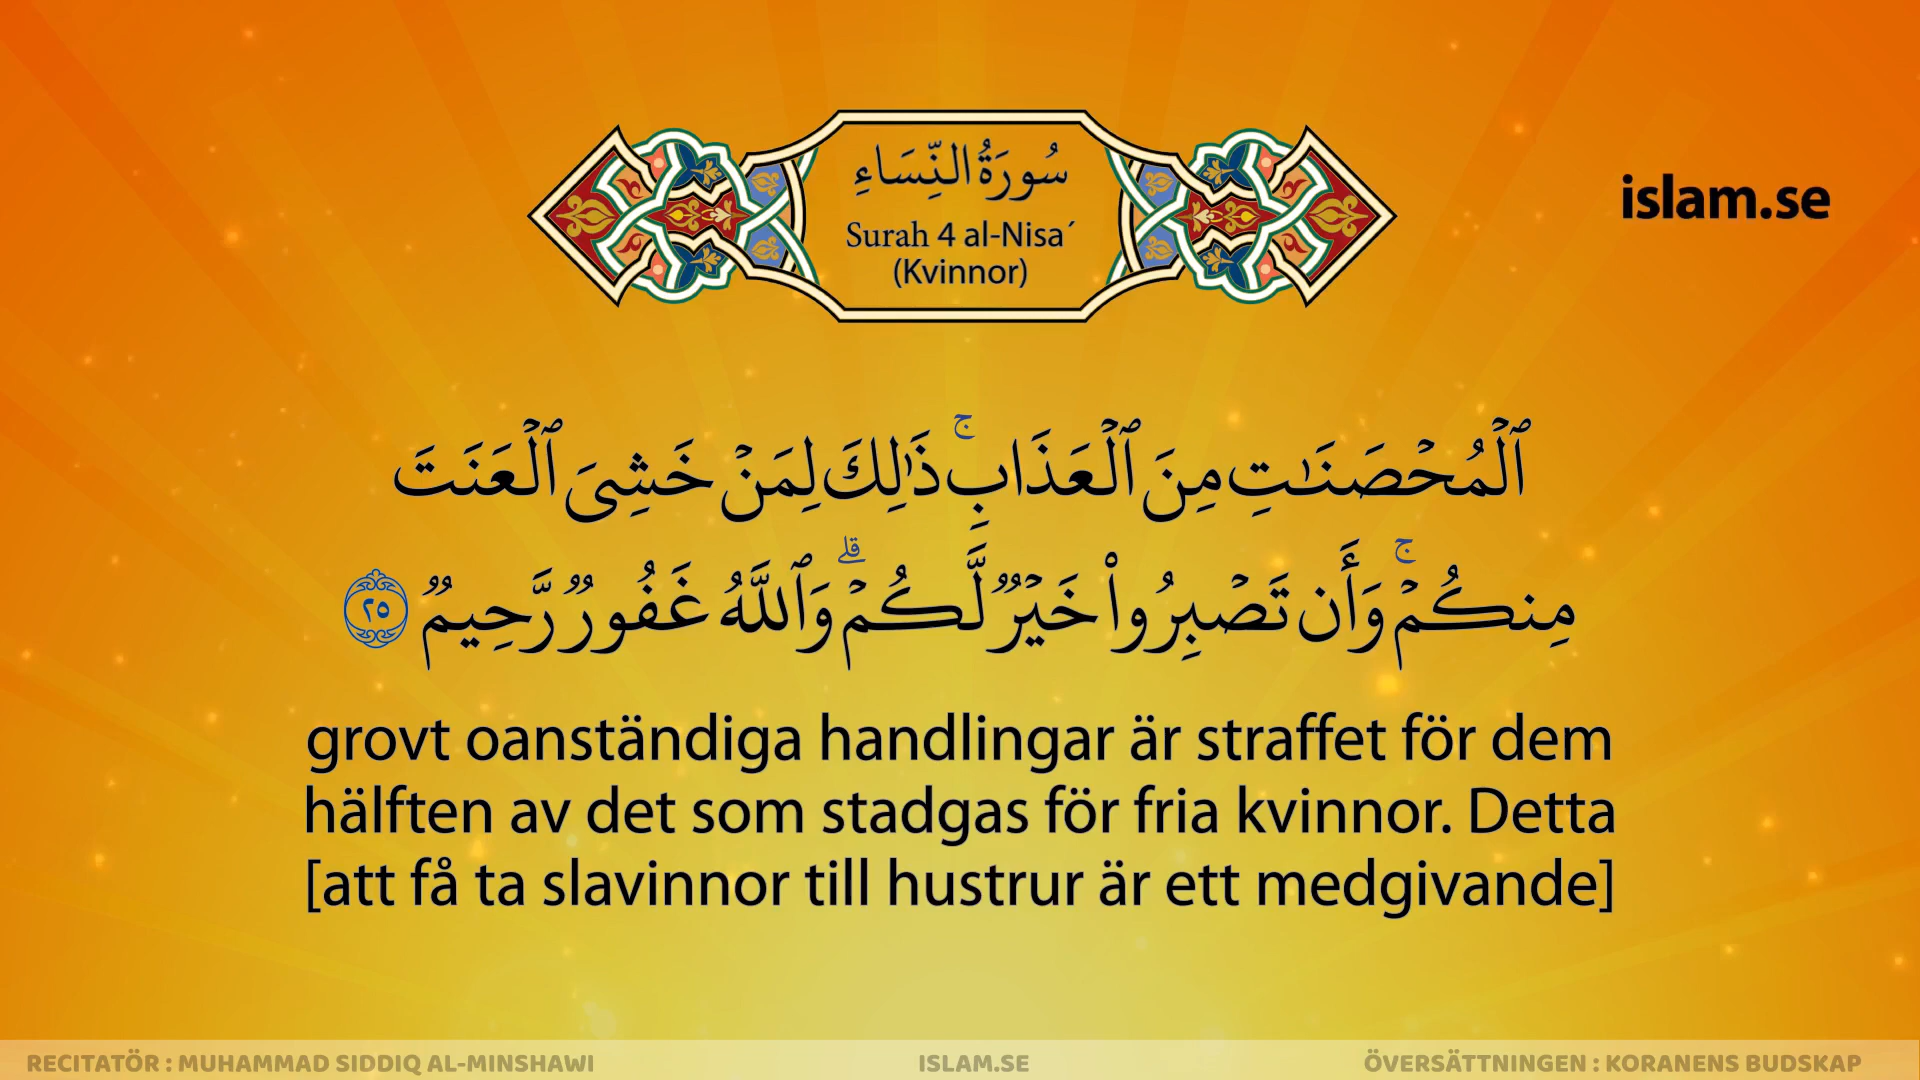 سُورَةُ النِّسَاءِ
Surah 4 al-Nisa´
(Kvinnor)
islam.se
ٱلْمُحْصَنَٰتِ مِنَ ٱلْعَذَابِ ۚ ذَٰلِكَ لِمَنْ خَشِىَ ٱلْعَنَتَ
مِنكُمْ ۚ وَأَن تَصْبِرُوا۟ خَيْرٌ لَّكُمْ ۗ وَٱللَّهُ غَفُورٌ رَّحِيمٌ ٢٥
grovt oanständiga handlingar är straffet för dem
hälften av det som stadgas för fria kvinnor. Detta
[att få ta slavinnor till hustrur är ett medgivande]
RECITATÖR : MUHAMMAD SIDDIQ AL-MINSHAWI
ISLAM.SE
ÖVERSÄTTNINGEN : KORANENS BUDSKAP